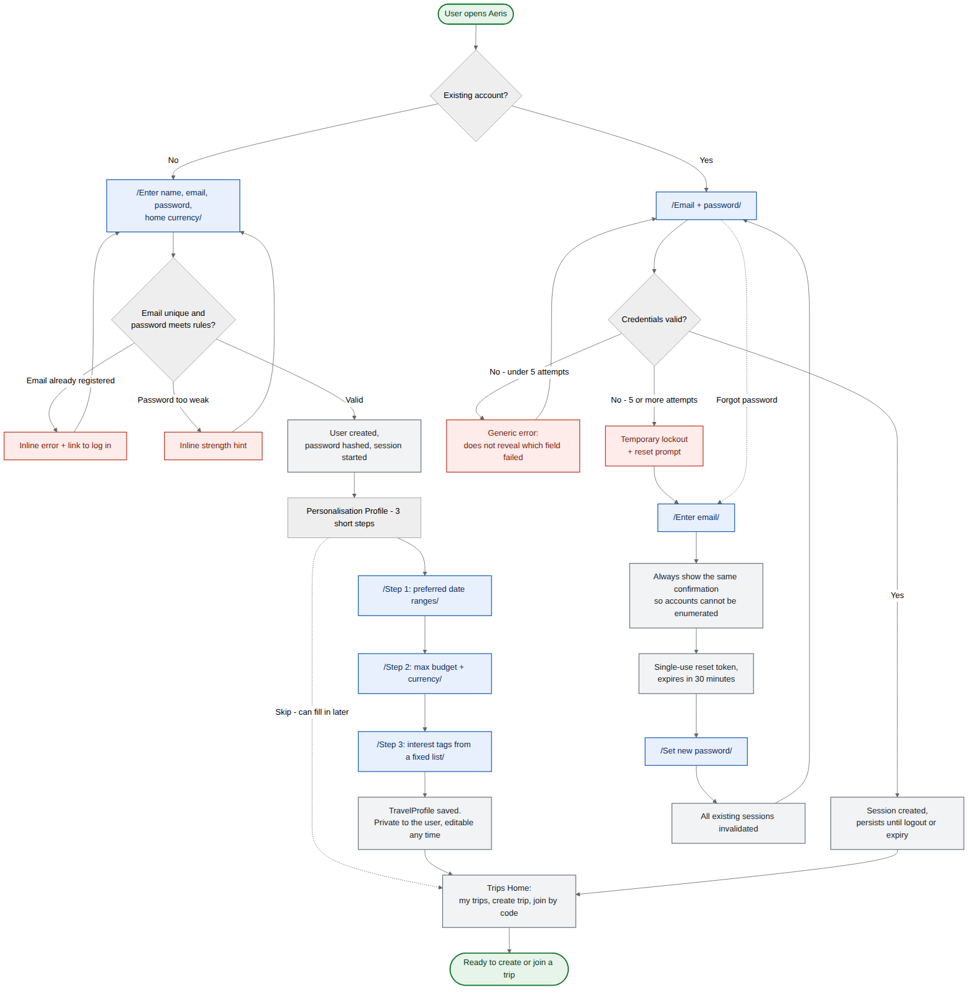 User opens Aeris
Existing account?
No
Yes
/Enter name, email,
password,
home currency/
/Email + password/
Email unique and
password meets rules?
Credentials valid?
No - under 5 attempts
Email already registered
Password too weak
Valid
No - 5 or more attempts
Forgot password
Inline error + link to log in
Inline strength hint
User created,
password hashed, session
started
Generic error:
does not reveal which field
failed
Temporary lockout
+ reset prompt
Personalisation Profile - 3
short steps
/Enter email/
/Step 1: preferred date
ranges/
Always show the same
confirmation
so accounts cannot be
enumerated
Yes
/Step 2: max budget +
currency/
Single-use reset token,
expires in 30 minutes
Skip - can fill in later
/Step 3: interest tags from
a fixed list/
/Set new password/
TravelProfile saved.
Private to the user, editable
any time
All existing sessions
invalidated
Session created,
persists until logout or
expiry
Trips Home:
my trips, create trip, join by
code
Ready to create or join a
trip